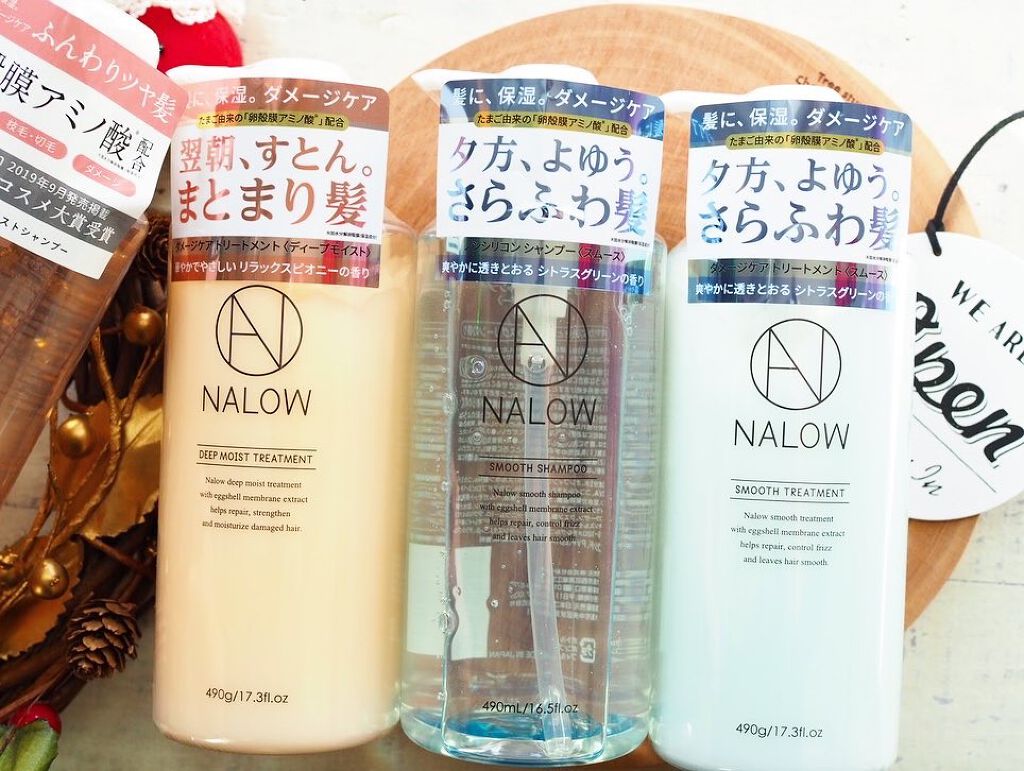 ふんわりツヤ髪
膜アミノ酸配合
枝毛・切毛
ダメージ
2019年9月発売掲載
コスメ大賞受賞
ストシャンプー
に、保湿。ダメージケア
たまご由来の「卵殻膜アミノ酸」配合
翌朝、すとん。
まとまり髪
ダメージケアトリートメント〈ディープモイスト〉
華やかでやさしい リラックスピオニーの香り
NALOW
DEEP MOIST TREATMENT
Nalow deep moist treatment
with eggshell membrane extract
helps repair, strengthen
and moisturize damaged hair.
490g/17.3fl.oz
髪に、保湿。ダメージケア
たまご由来の「卵殻膜アミノ酸」配合
夕方、よゆう。
さらふわ髪
ノンシリコン シャンプー〈スムース〉
爽やかに透きとおる シトラスグリーンの香り
NALOW
SMOOTH SHAMPOO
Nalow smooth shampoo
with eggshell membrane extract
helps repair, control frizz
and leaves hair smooth.
MADE IN JAPAN
490mL/16.5fl.oz
髪に、保湿。ダメージケア
たまご由来の「卵殻膜アミノ酸」配合
夕方、よゆう。
さらふわ髪
ダメージケアトリートメント〈スムース〉
爽やかに透きとおる シトラスグリーンの香
NALOW
SMOOTH TREATMENT
Nalow smooth treatment
with eggshell membrane extract
helps repair, control frizz
and leaves hair smooth.
490g/17.3fl.oz
WE ARE
Open
In